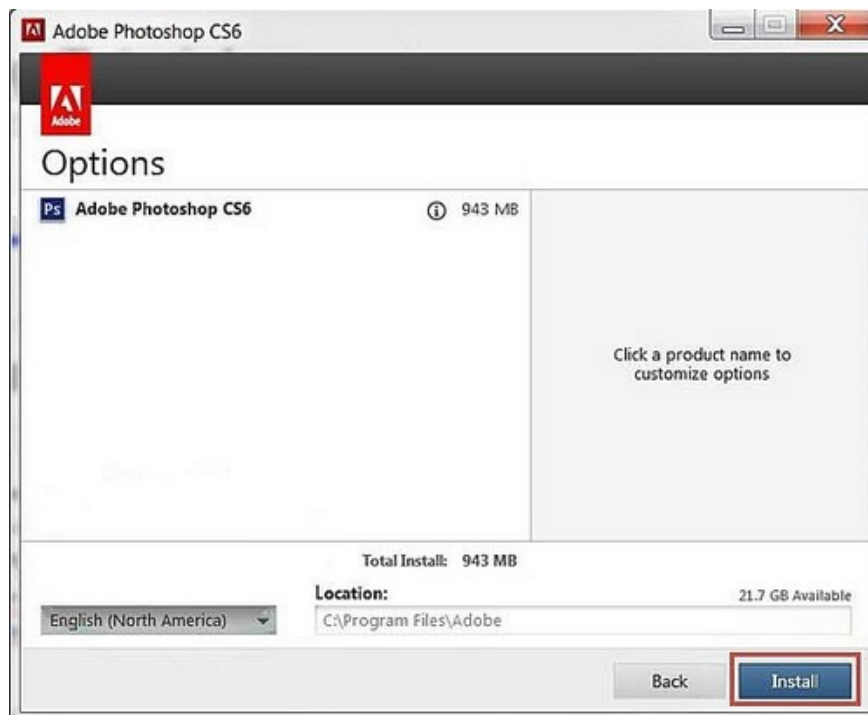 Adobe Photoshop CS6
Adobe
Options
Ps Adobe Photoshop CS6 943 MB
Click a product name to
customize options
Total Install: 943 MB
Location: 21.7 GB Available
English (North America) C:\Program Files\Adobe
Back Install